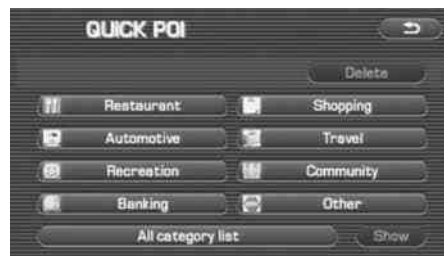 QUICK POI
Delete
Restaurant Shopping
Automotive Travel
Recreation Community
Banking Other
All category list Show